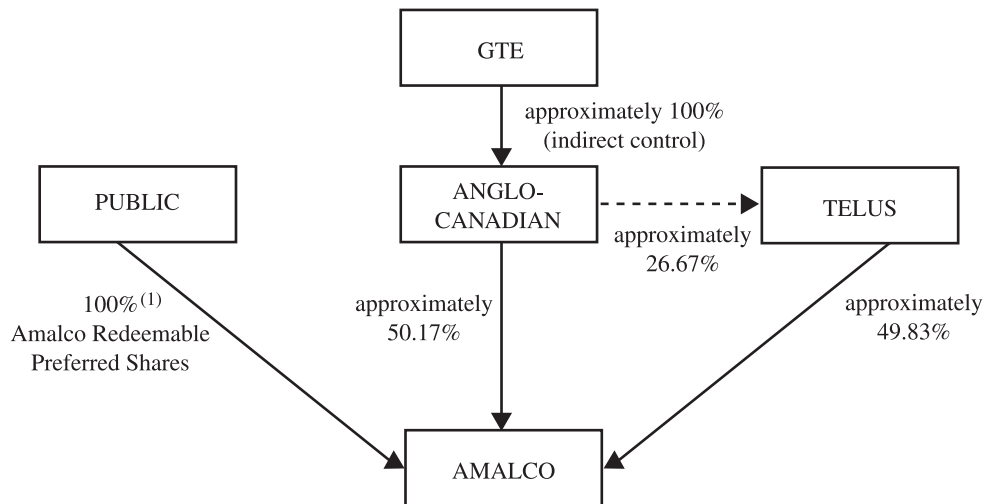 GTE
approximately 100%
(indirect control)
PUBLIC
ANGLO-
CANADIAN
TELUS
approximately
26.67%
100%(1)
Amalco Redeemable
Preferred Shares
approximately
50.17%
approximately
49.83%
AMALCO